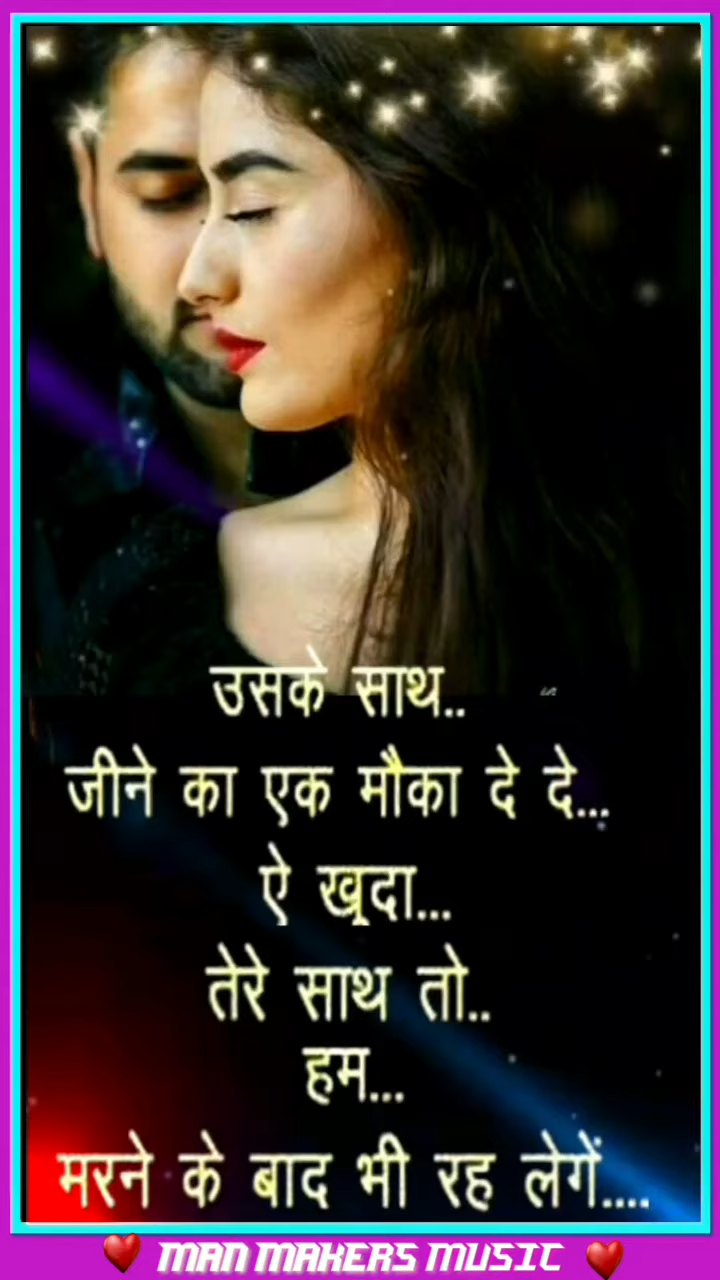 उसके साथ..
जीने का एक मौका दे दे...
ऐ खूदा...
तेरे साथ तो..
हम...
मरने के बाद भी रह लेगें....
MAN MAKERS MUSIC